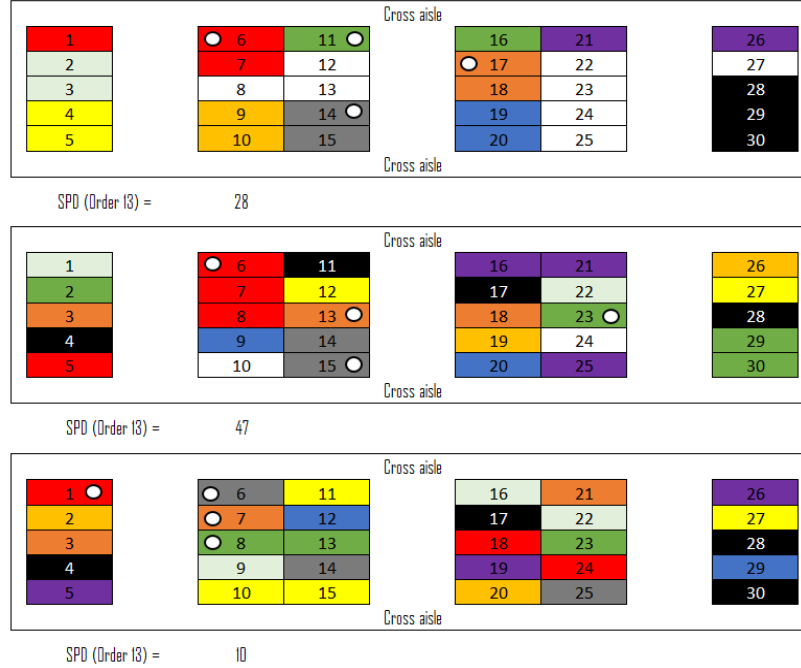 Cross aisle
1 6 11 16 21 26
2 7 12 17 22 27
3 8 13 18 23 28
4 9 14 19 24 29
5 10 15 20 25 30
Cross aisle
SPD (Order 13) = 28
Cross aisle
1 6 11 16 21 26
2 7 12 17 22 27
3 8 13 18 23 28
4 9 14 19 24 29
5 10 15 20 25 30
Cross aisle
SPD (Order 13) = 47
Cross aisle
1 6 11 16 21 26
2 7 12 17 22 27
3 8 13 18 23 28
4 9 14 19 24 29
5 10 15 20 25 30
Cross aisle
SPD (Order 13) = 10